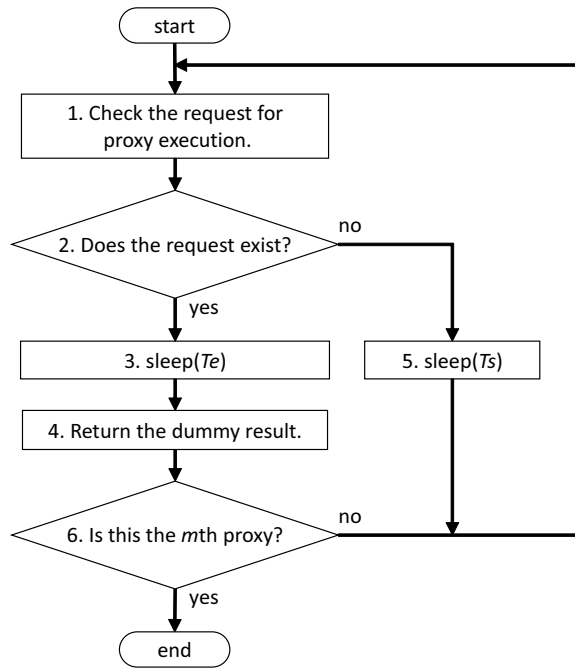 start
1. Check the request for
proxy execution.
2. Does the request exist?
no
yes
3. sleep(Te)
5. sleep(Ts)
4. Return the dummy result.
6. Is this the mth proxy?
no
yes
end